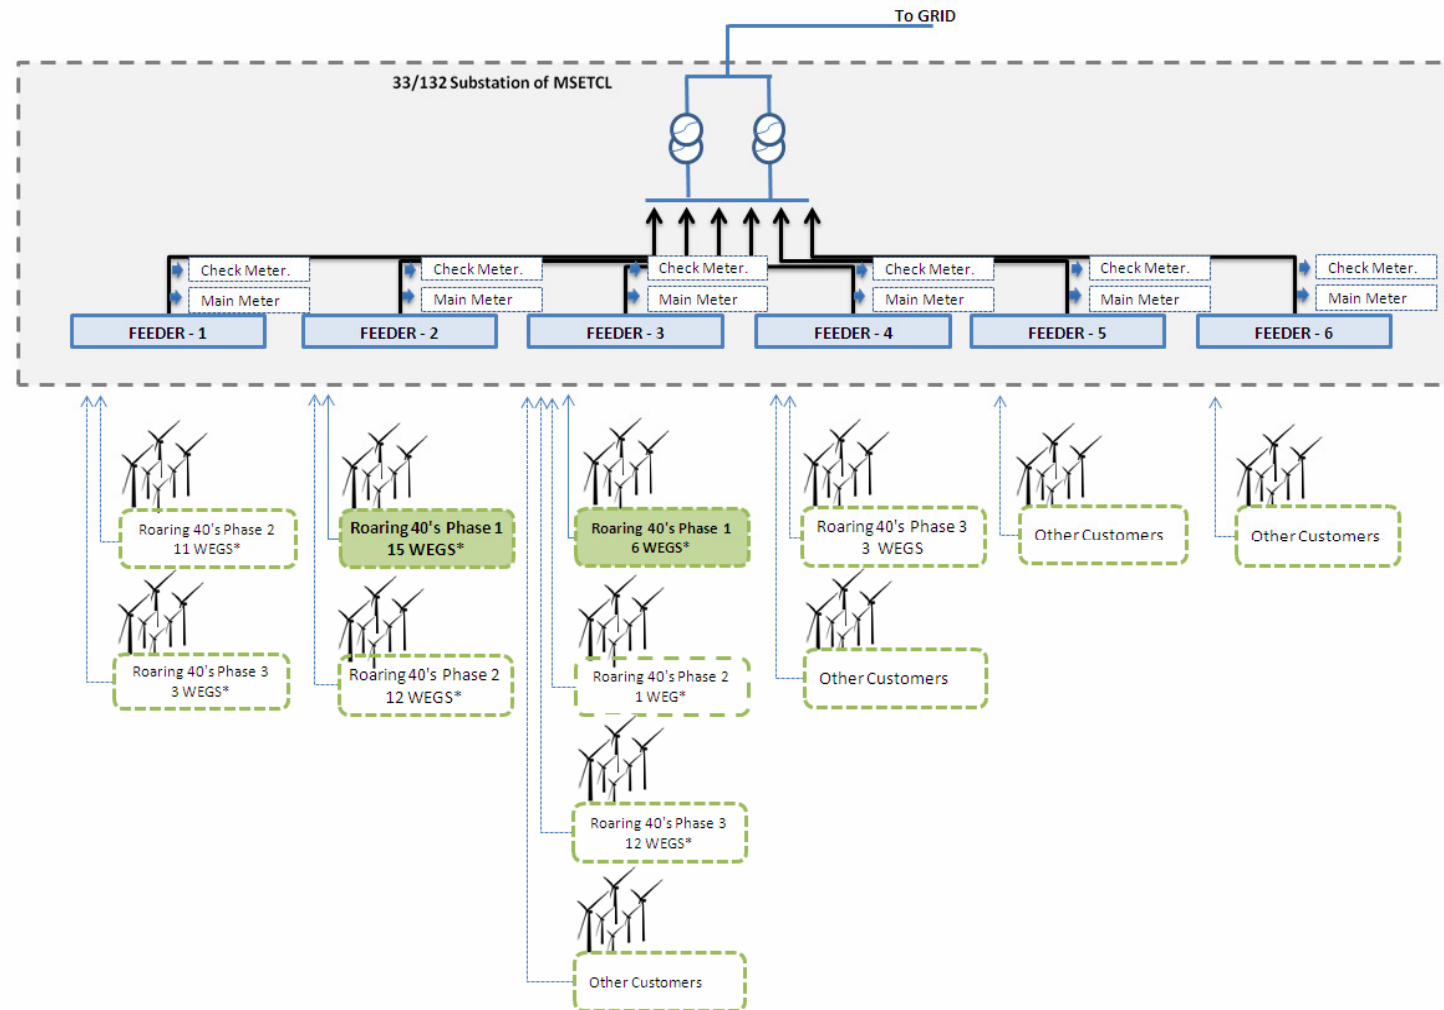 To GRID
33/132 Substation of MSETCL
Check Meter.
Main Meter
Check Meter.
Main Meter
Check Meter.
Main Meter
Check Meter.
Main Meter
Check Meter.
Main Meter
Check Meter.
Main Meter
FEEDER - 1
FEEDER - 2
FEEDER - 3
FEEDER - 4
FEEDER - 5
FEEDER - 6
Roaring 40's Phase 2
11 WEGS*
Roaring 40's Phase 1
15 WEGS*
Roaring 40's Phase 1
6 WEGS*
Roaring 40's Phase 3
3 WEGS
Other Customers
Other Customers
Roaring 40's Phase 3
3 WEGS*
Roaring 40's Phase 2
12 WEGS*
Roaring 40's Phase 2
1 WEG*
Other Customers
Roaring 40's Phase 3
12 WEGS*
Other Customers